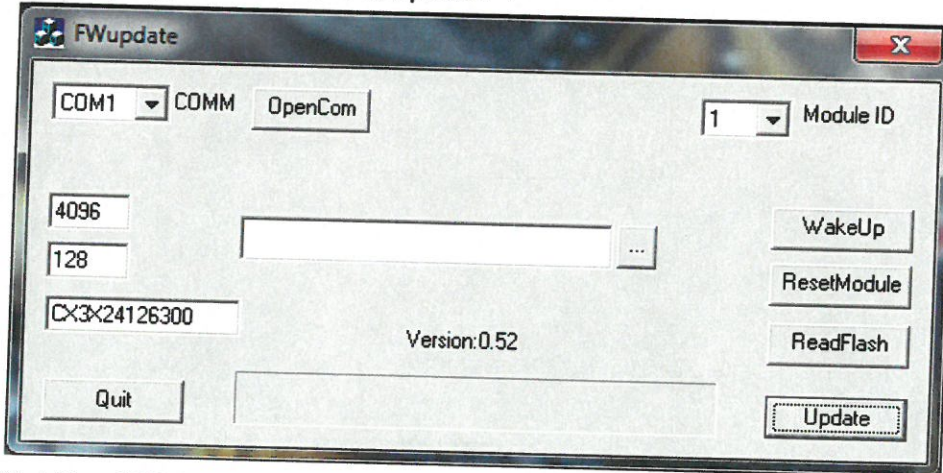 FWupdate
COM1 COMM OpenCom 1 Module ID
4096
128
... WakeUp
ResetModule
CX3X24126300
Version:0.52 ReadFlash
Quit Update